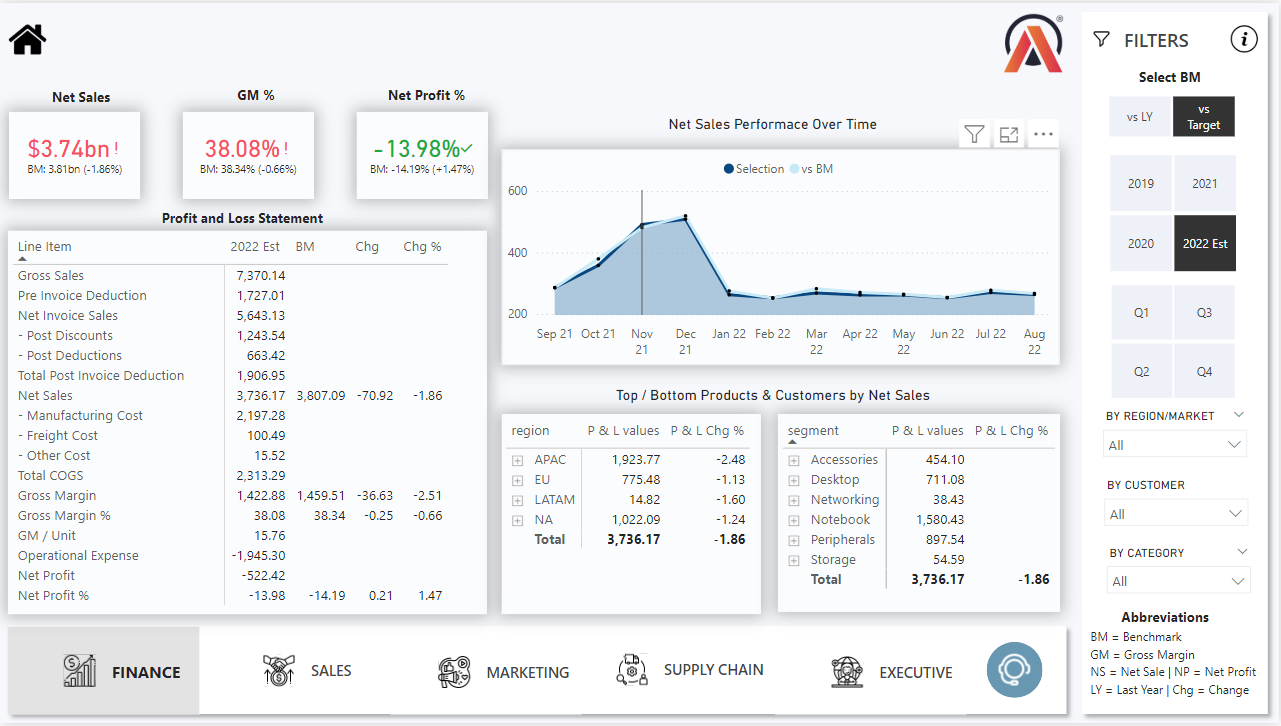 Net Sales
$3.74bn!
BM: 3.81bn (-1.86%)
GM %
38.08%!
BM: 38.34% (-0.66%)
Net Profit %
-13.98%✓
BM: -14.19% (+1.47%)
®
Profit and Loss Statement
Line Item 2022 Est BM Chg Chg %
Gross Sales 7,370.14
Pre Invoice Deduction 1,727.01
Net Invoice Sales 5,643.13
- Post Discounts 1,243.54
- Post Deductions 663.42
Total Post Invoice Deduction 1,906.95
Net Sales 3,736.17 3,807.09 -70.92 -1.86
- Manufacturing Cost 2,197.28
- Freight Cost 100.49
- Other Cost 15.52
Total COGS 2,313.29
Gross Margin 1,422.88 1,459.51 -36.63 -2.51
Gross Margin % 38.08 38.34 -0.25 -0.66
GM / Unit 15.76
Operational Expense -1,945.30
Net Profit -522.42
Net Profit % -13.98 -14.19 0.21 1.47
Net Sales Performace Over Time
Selection vs BM
600
400
200
Sep 21 Oct 21 Nov 21 Dec 21 Jan 22 Feb 22 Mar 22 Apr 22 May 22 Jun 22 Jul 22 Aug 22
Top / Bottom Products & Customers by Net Sales
region P & L values P & L Chg %
APAC 1,923.77 -2.48
EU 775.48 -1.13
LATAM 14.82 -1.60
NA 1,022.09 -1.24
Total 3,736.17 -1.86
segment P & L values P & L Chg %
Accessories 454.10
Desktop 711.08
Networking 38.43
Notebook 1,580.43
Peripherals 897.54
Storage 54.59
Total 3,736.17 -1.86
FINANCE
SALES
MARKETING
SUPPLY CHAIN
EXECUTIVE
FILTERS
i
Select BM
vs LY
vs Target
2019
2021
2020
2022 Est
Q1
Q3
Q2
Q4
BY REGION/MARKET
All
BY CUSTOMER
All
BY CATEGORY
All
Abbreviations
BM = Benchmark
GM = Gross Margin
NS = Net Sale | NP = Net Profit
LY = Last Year | Chg = Change